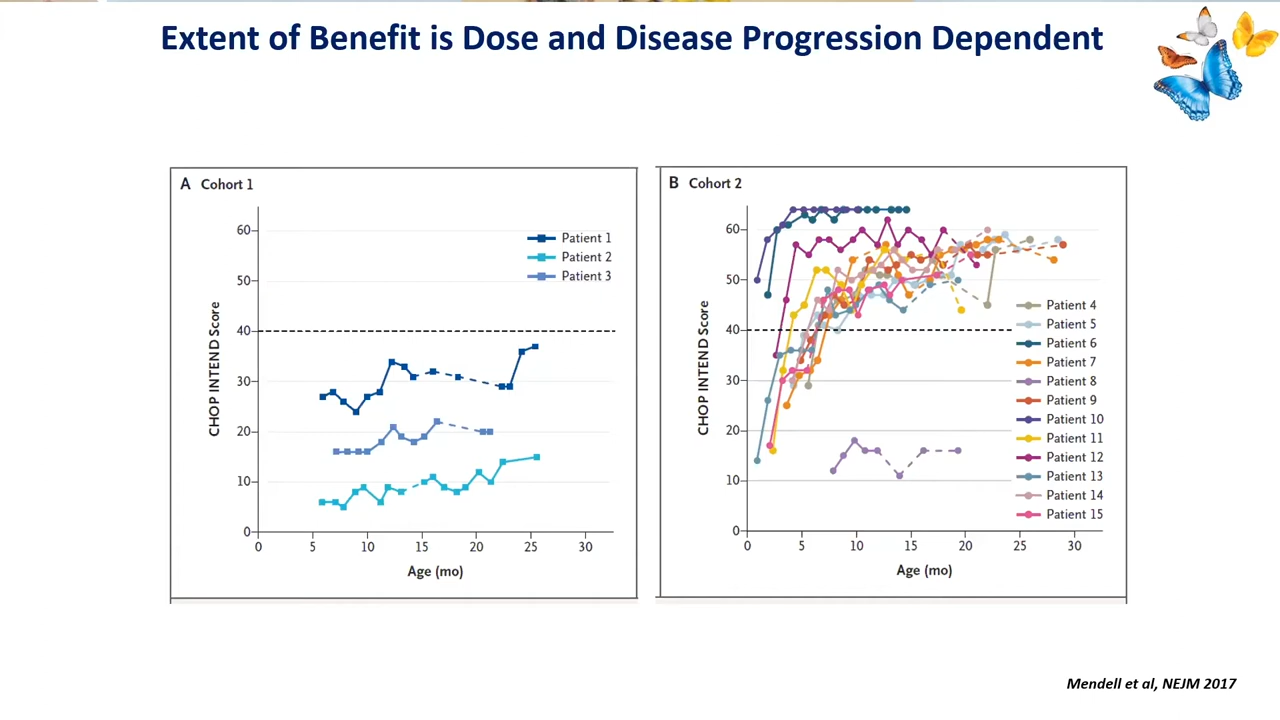 Extent of Benefit is Dose and Disease Progression Dependent
A Cohort 1
CHOP INTEND Score
60
50
40
30
20
10
0
0 5 10 15 20 25 30
Age (mo)
Patient 1
Patient 2
Patient 3
B Cohort 2
CHOP INTEND Score
60
50
40
30
20
10
0
0 5 10 15 20 25 30
Age (mo)
Patient 4
Patient 5
Patient 6
Patient 7
Patient 8
Patient 9
Patient 10
Patient 11
Patient 12
Patient 13
Patient 14
Patient 15
Mendell et al, NEJM 2017